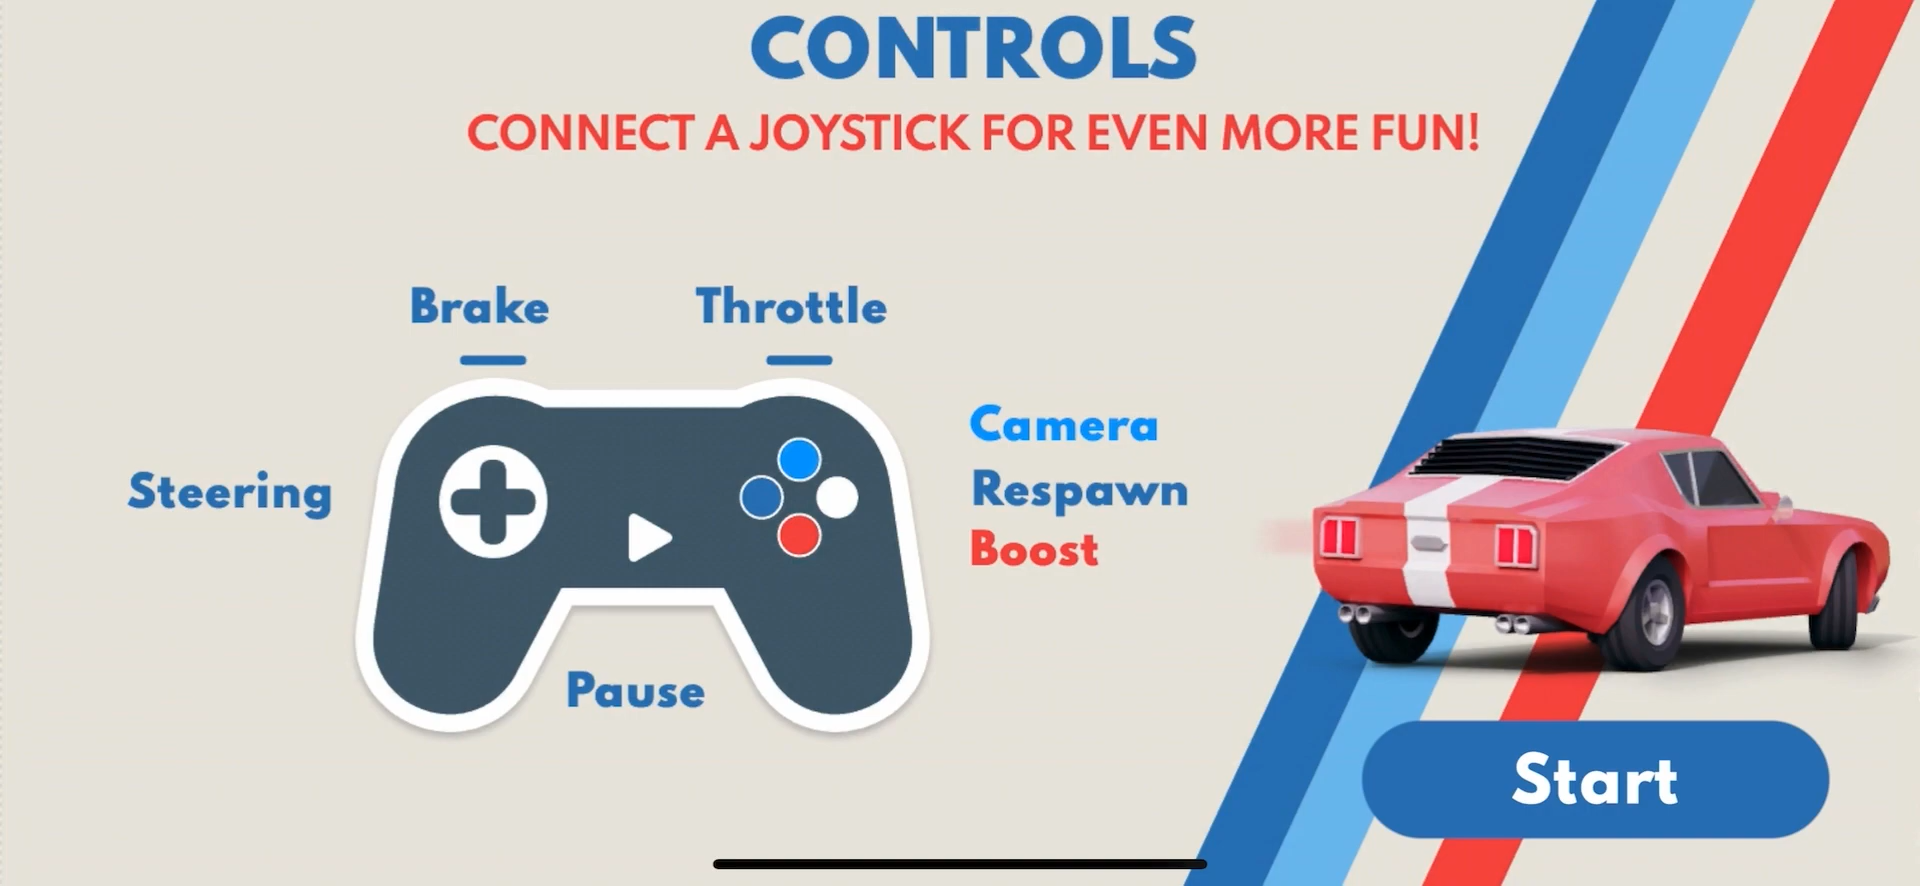 CONTROLS
CONNECT A JOYSTICK FOR EVEN MORE FUN!
Brake
Throttle
Steering
Camera
Respawn
Boost
Pause
Start